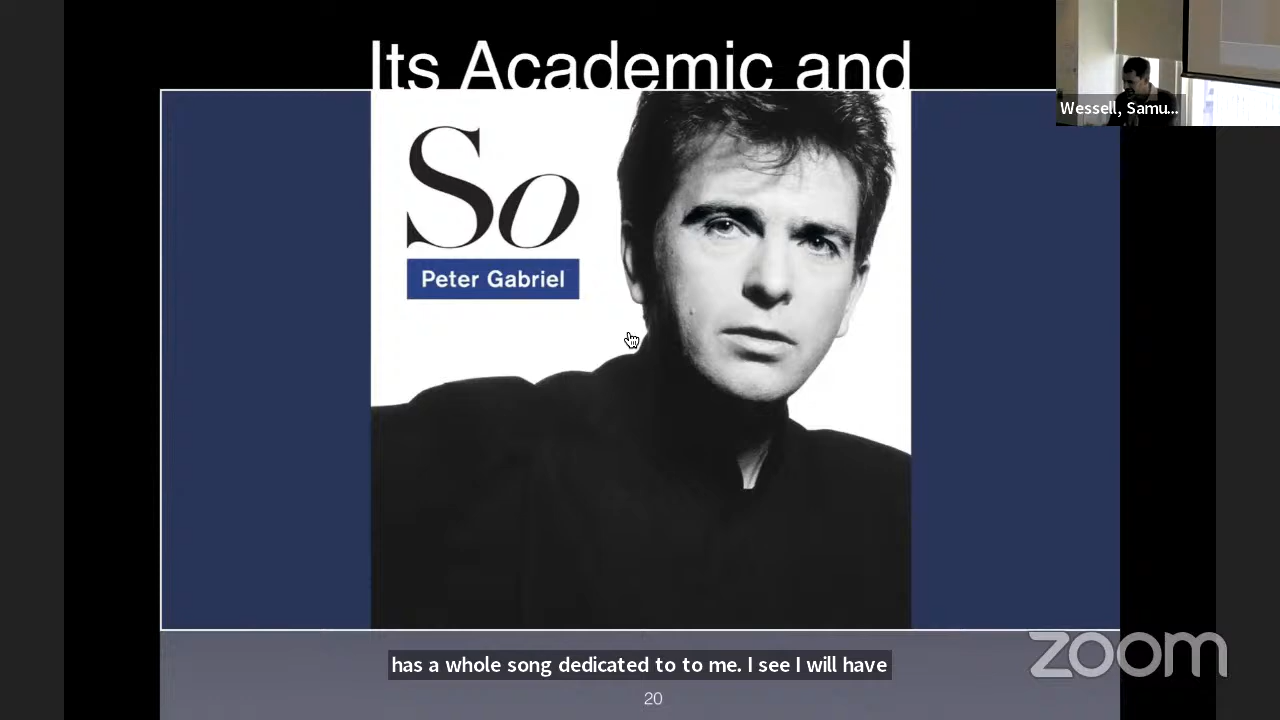 Its Academic and
Wessell, Samu...
So
Peter Gabriel
has a whole song dedicated to to me. I see I will have
zoom
20